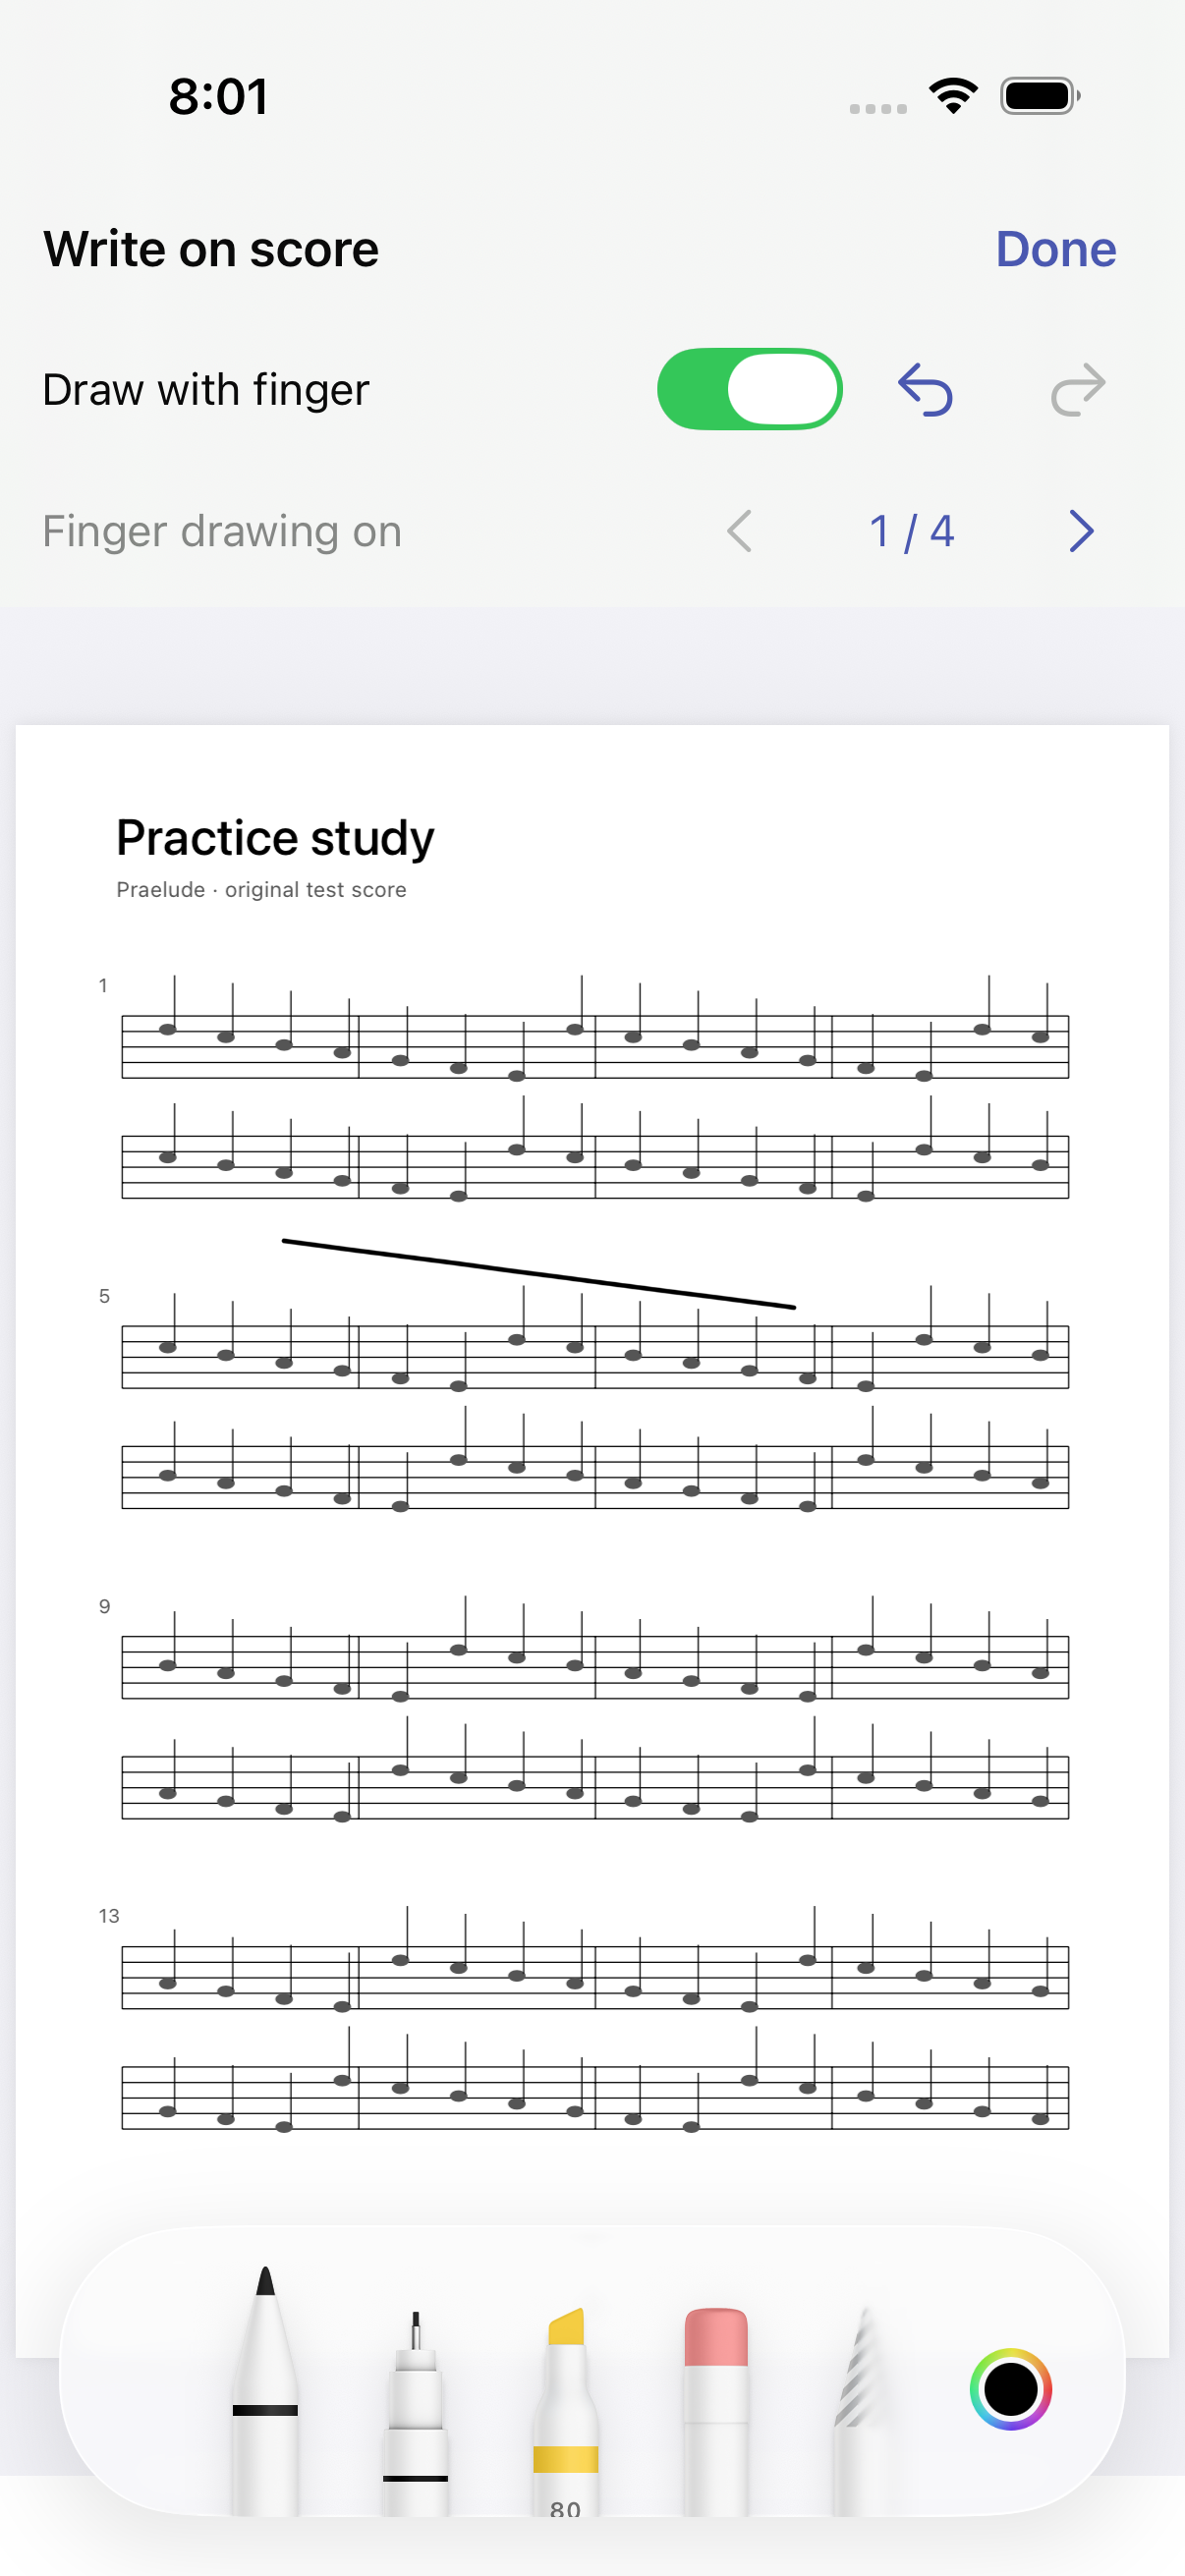 8:01
Write on score
Done
Draw with finger
Finger drawing on
1 / 4
Practice study
Praelude · original test score
1
5
9
13
80